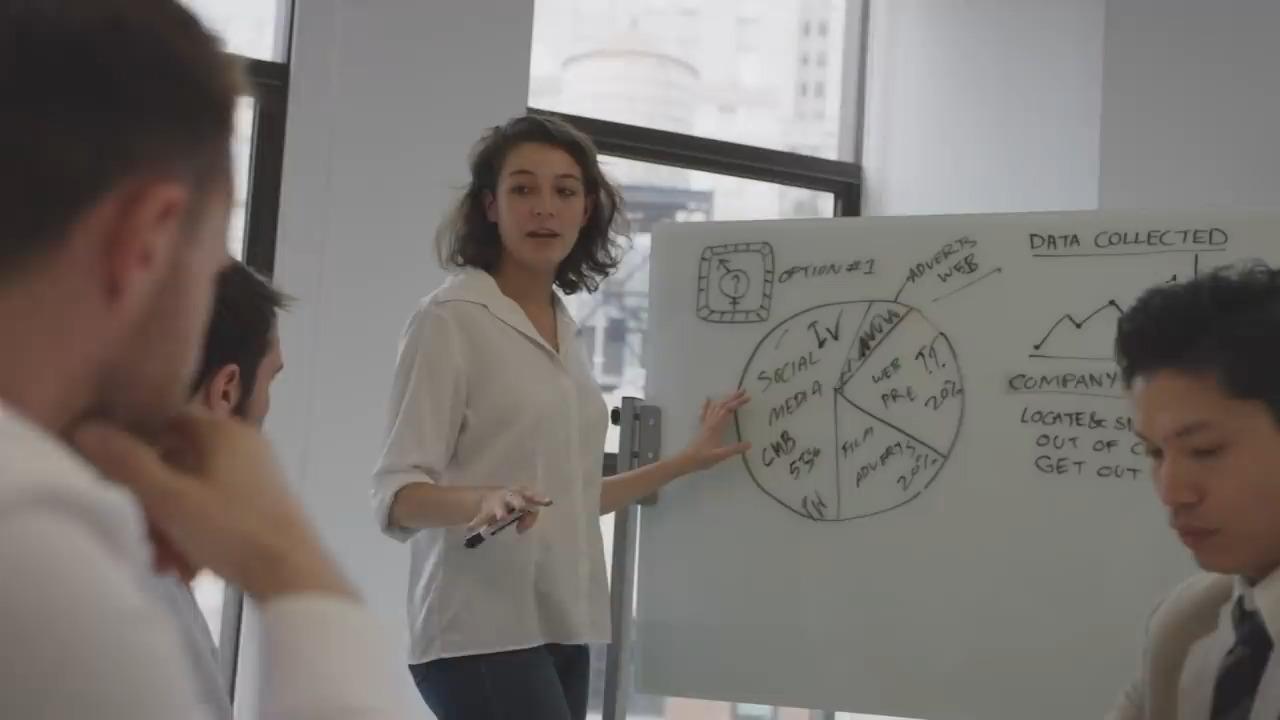 OPTION #1
ADVERTS
WEB
SOCIAL
MEDIA
55%
WEB
PRE
20%
FILM
ADVERTS
20%
DATA COLLECTED
COMPANY
LOCATE &
OUT OF
GET OUT